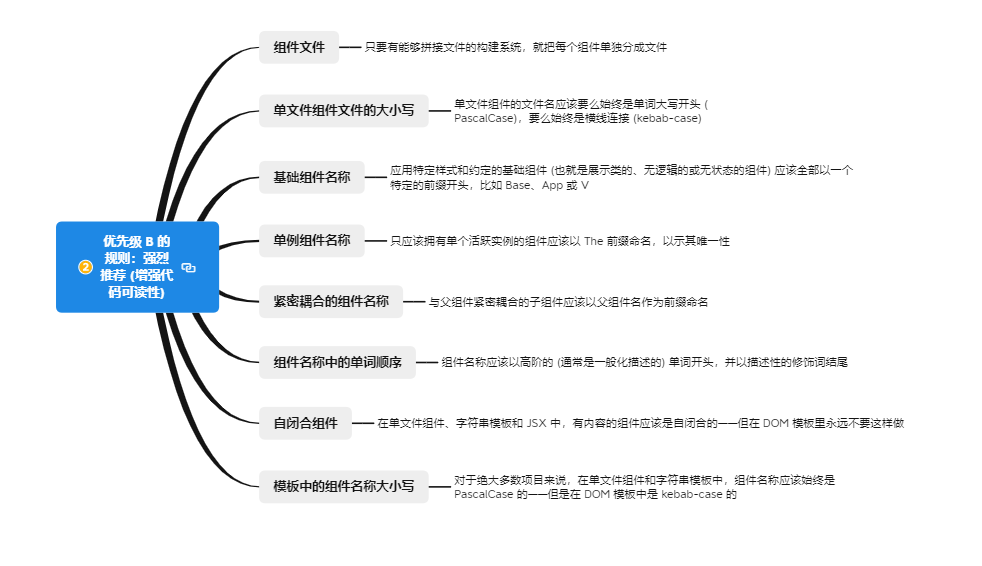 组件文件
只要有能够拼接文件的构建系统，就把每个组件单独分成文件
单文件组件文件的大小写
单文件组件的文件名应该要么始终是单词大写开头 (
PascalCase)，要么始终是横线连接 (kebab-case)
基础组件名称
应用特定样式和约定的基础组件 (也就是展示类的、无逻辑的或无状态的组件) 应该全部以一个
特定的前缀开头，比如 Base、App 或 V
单例组件名称
只应该拥有单个活跃实例的组件应该以 The 前缀命名，以示其唯一性
2
优先级 B 的
规则：强烈
推荐 (增强代
码可读性)
紧密耦合的组件名称
与父组件紧密耦合的子组件应该以父组件名作为前缀命名
组件名称中的单词顺序
组件名称应该以高阶的 (通常是一般化描述的) 单词开头，并以描述性的修饰词结尾
自闭合组件
在单文件组件、字符串模板和 JSX 中，有内容的组件应该是自闭合的——但在 DOM 模板里永远不要这样做
模板中的组件名称大小写
对于绝大多数项目来说，在单文件组件和字符串模板中，组件名称应该始终是
PascalCase 的——但是在 DOM 模板中是 kebab-case 的